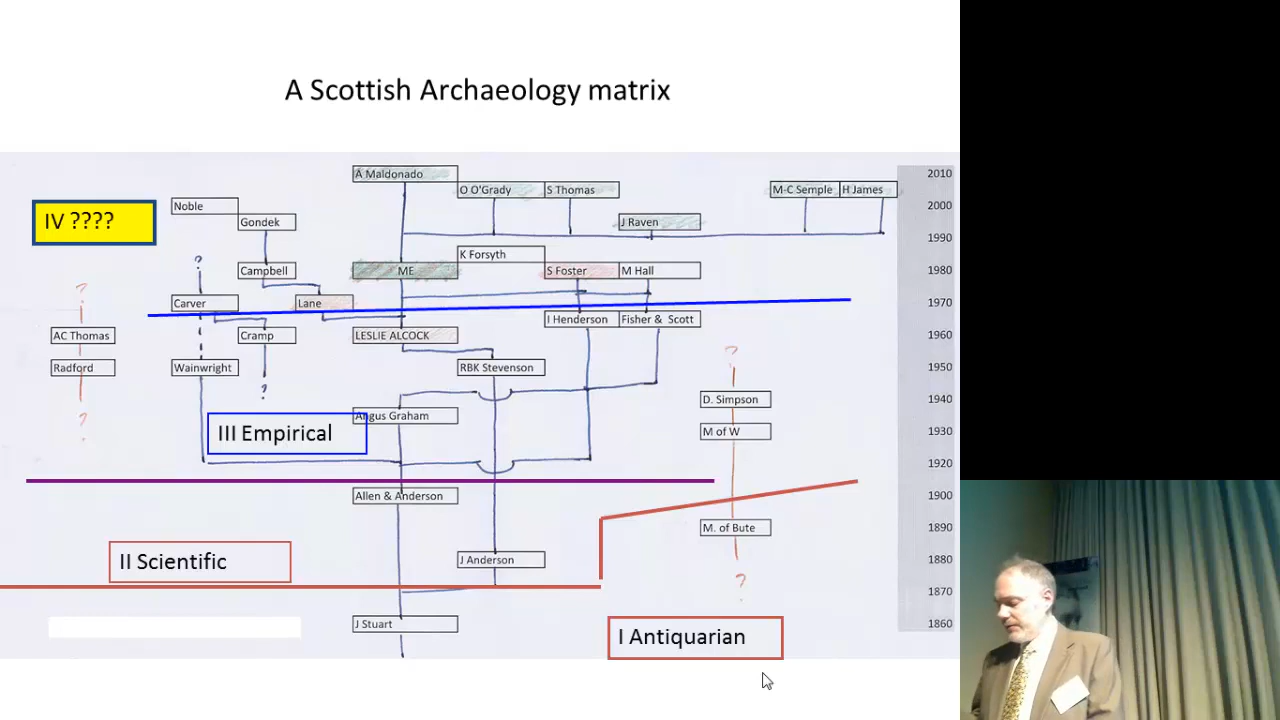 A Scottish Archaeology matrix
A Maldonado
2010
O O'Grady
S Thomas
M-C Semple
H James
Noble
2000
IV ????
Gondek
J Raven
1990
K Forsyth
?
Campbell
ME
S Foster
M Hall
1980
?
Carver
Lane
1970
I Henderson
Fisher & Scott
AC Thomas
Cramp
LESLIE ALCOCK
1960
?
Radford
Wainwright
RBK Stevenson
1950
?
D. Simpson
1940
?
Angus Graham
III Empirical
M of W
1930
1920
Allen & Anderson
1900
M. of Bute
1890
II Scientific
J Anderson
1880
?
1870
J Stuart
1860
I Antiquarian